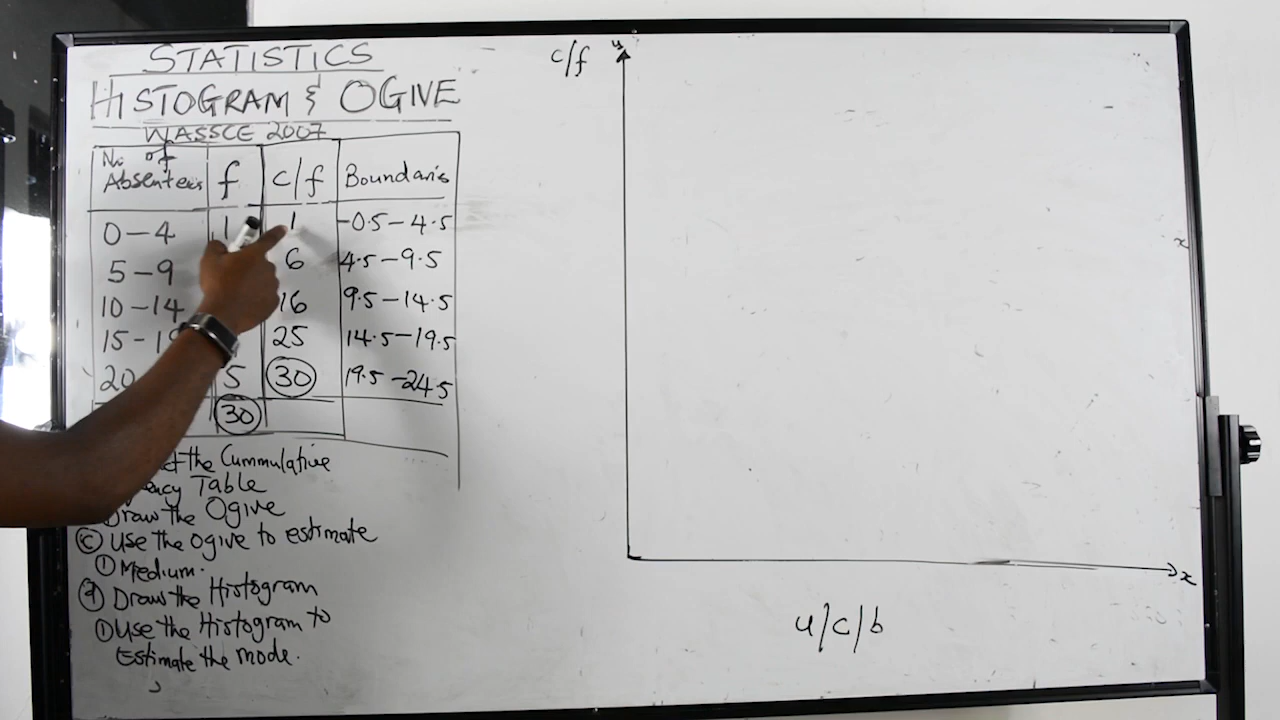 STATISTICS
HISTOGRAM & OGIVE
WASSCE 2007
No of Absentees f c/f Boundaris
0-4 1 1 -0.5-4.5
5-9 6 4.5-9.5
10-14 16 9.5-14.5
15-1 25 14.5-19.5
20 5 30 19.5-24.5
30
the Cummulative
Table
Draw the Ogive
c Use the ogive to estimate
i Medium.
d Draw the Histogram
i Use the Histogram to
Estimate the mode.
c/f y
x
x
u/c/b